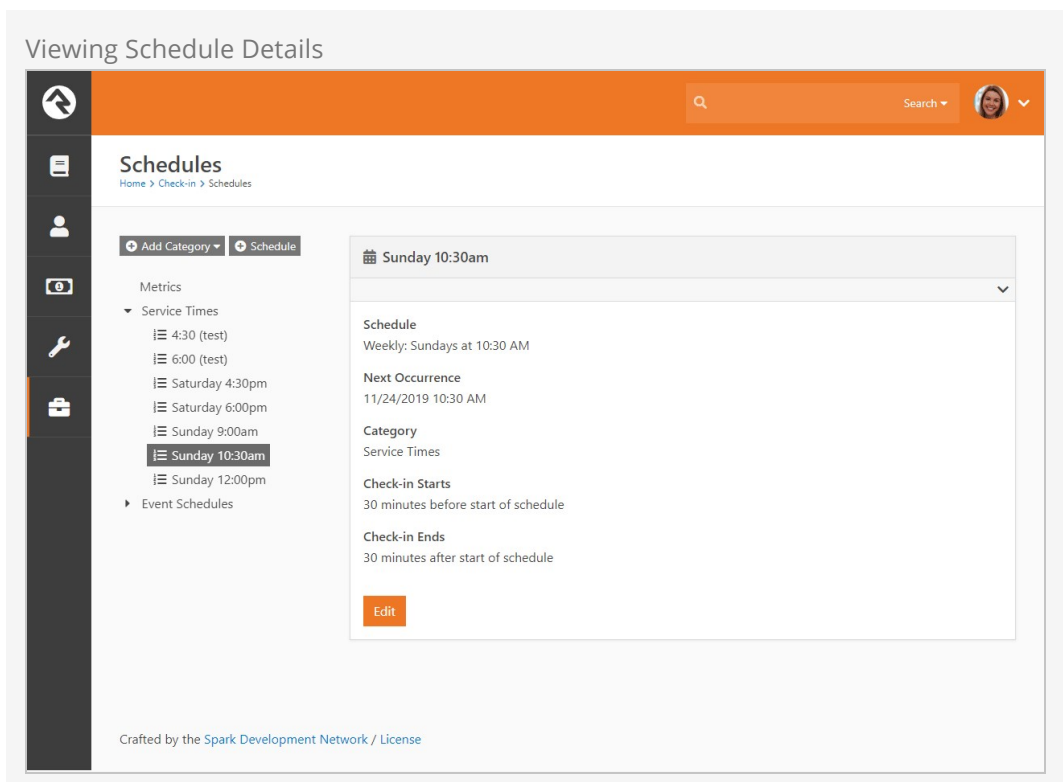 Viewing Schedule Details
Search
Schedules
Home > Check-in > Schedules
Add Category
Schedule
Metrics
Service Times
4:30 (test)
6:00 (test)
Saturday 4:30pm
Saturday 6:00pm
Sunday 9:00am
Sunday 10:30am
Sunday 12:00pm
Event Schedules
Sunday 10:30am
Schedule
Weekly: Sundays at 10:30 AM
Next Occurrence
11/24/2019 10:30 AM
Category
Service Times
Check-in Starts
30 minutes before start of schedule
Check-in Ends
30 minutes after start of schedule
Edit
Crafted by the Spark Development Network / License